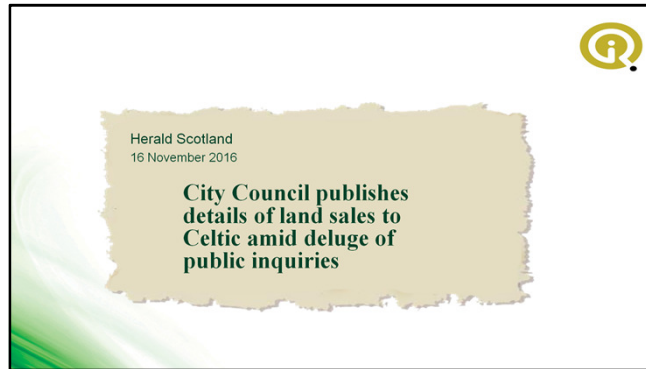 Herald Scotland
16 November 2016
City Council publishes
details of land sales to
Celtic amid deluge of
public inquiries